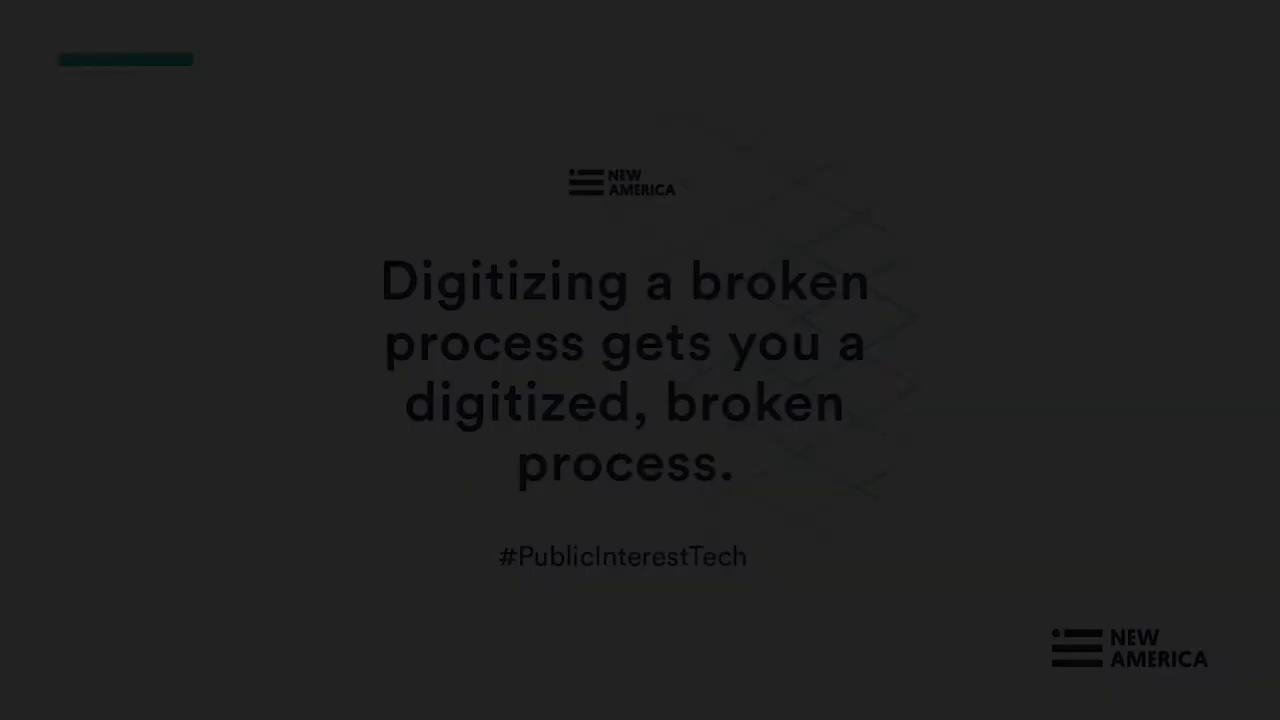 NEW
AMERICA
Digitizing a broken
process gets you a
digitized, broken
process.
#PublicInterestTech
NEW
AMERICA